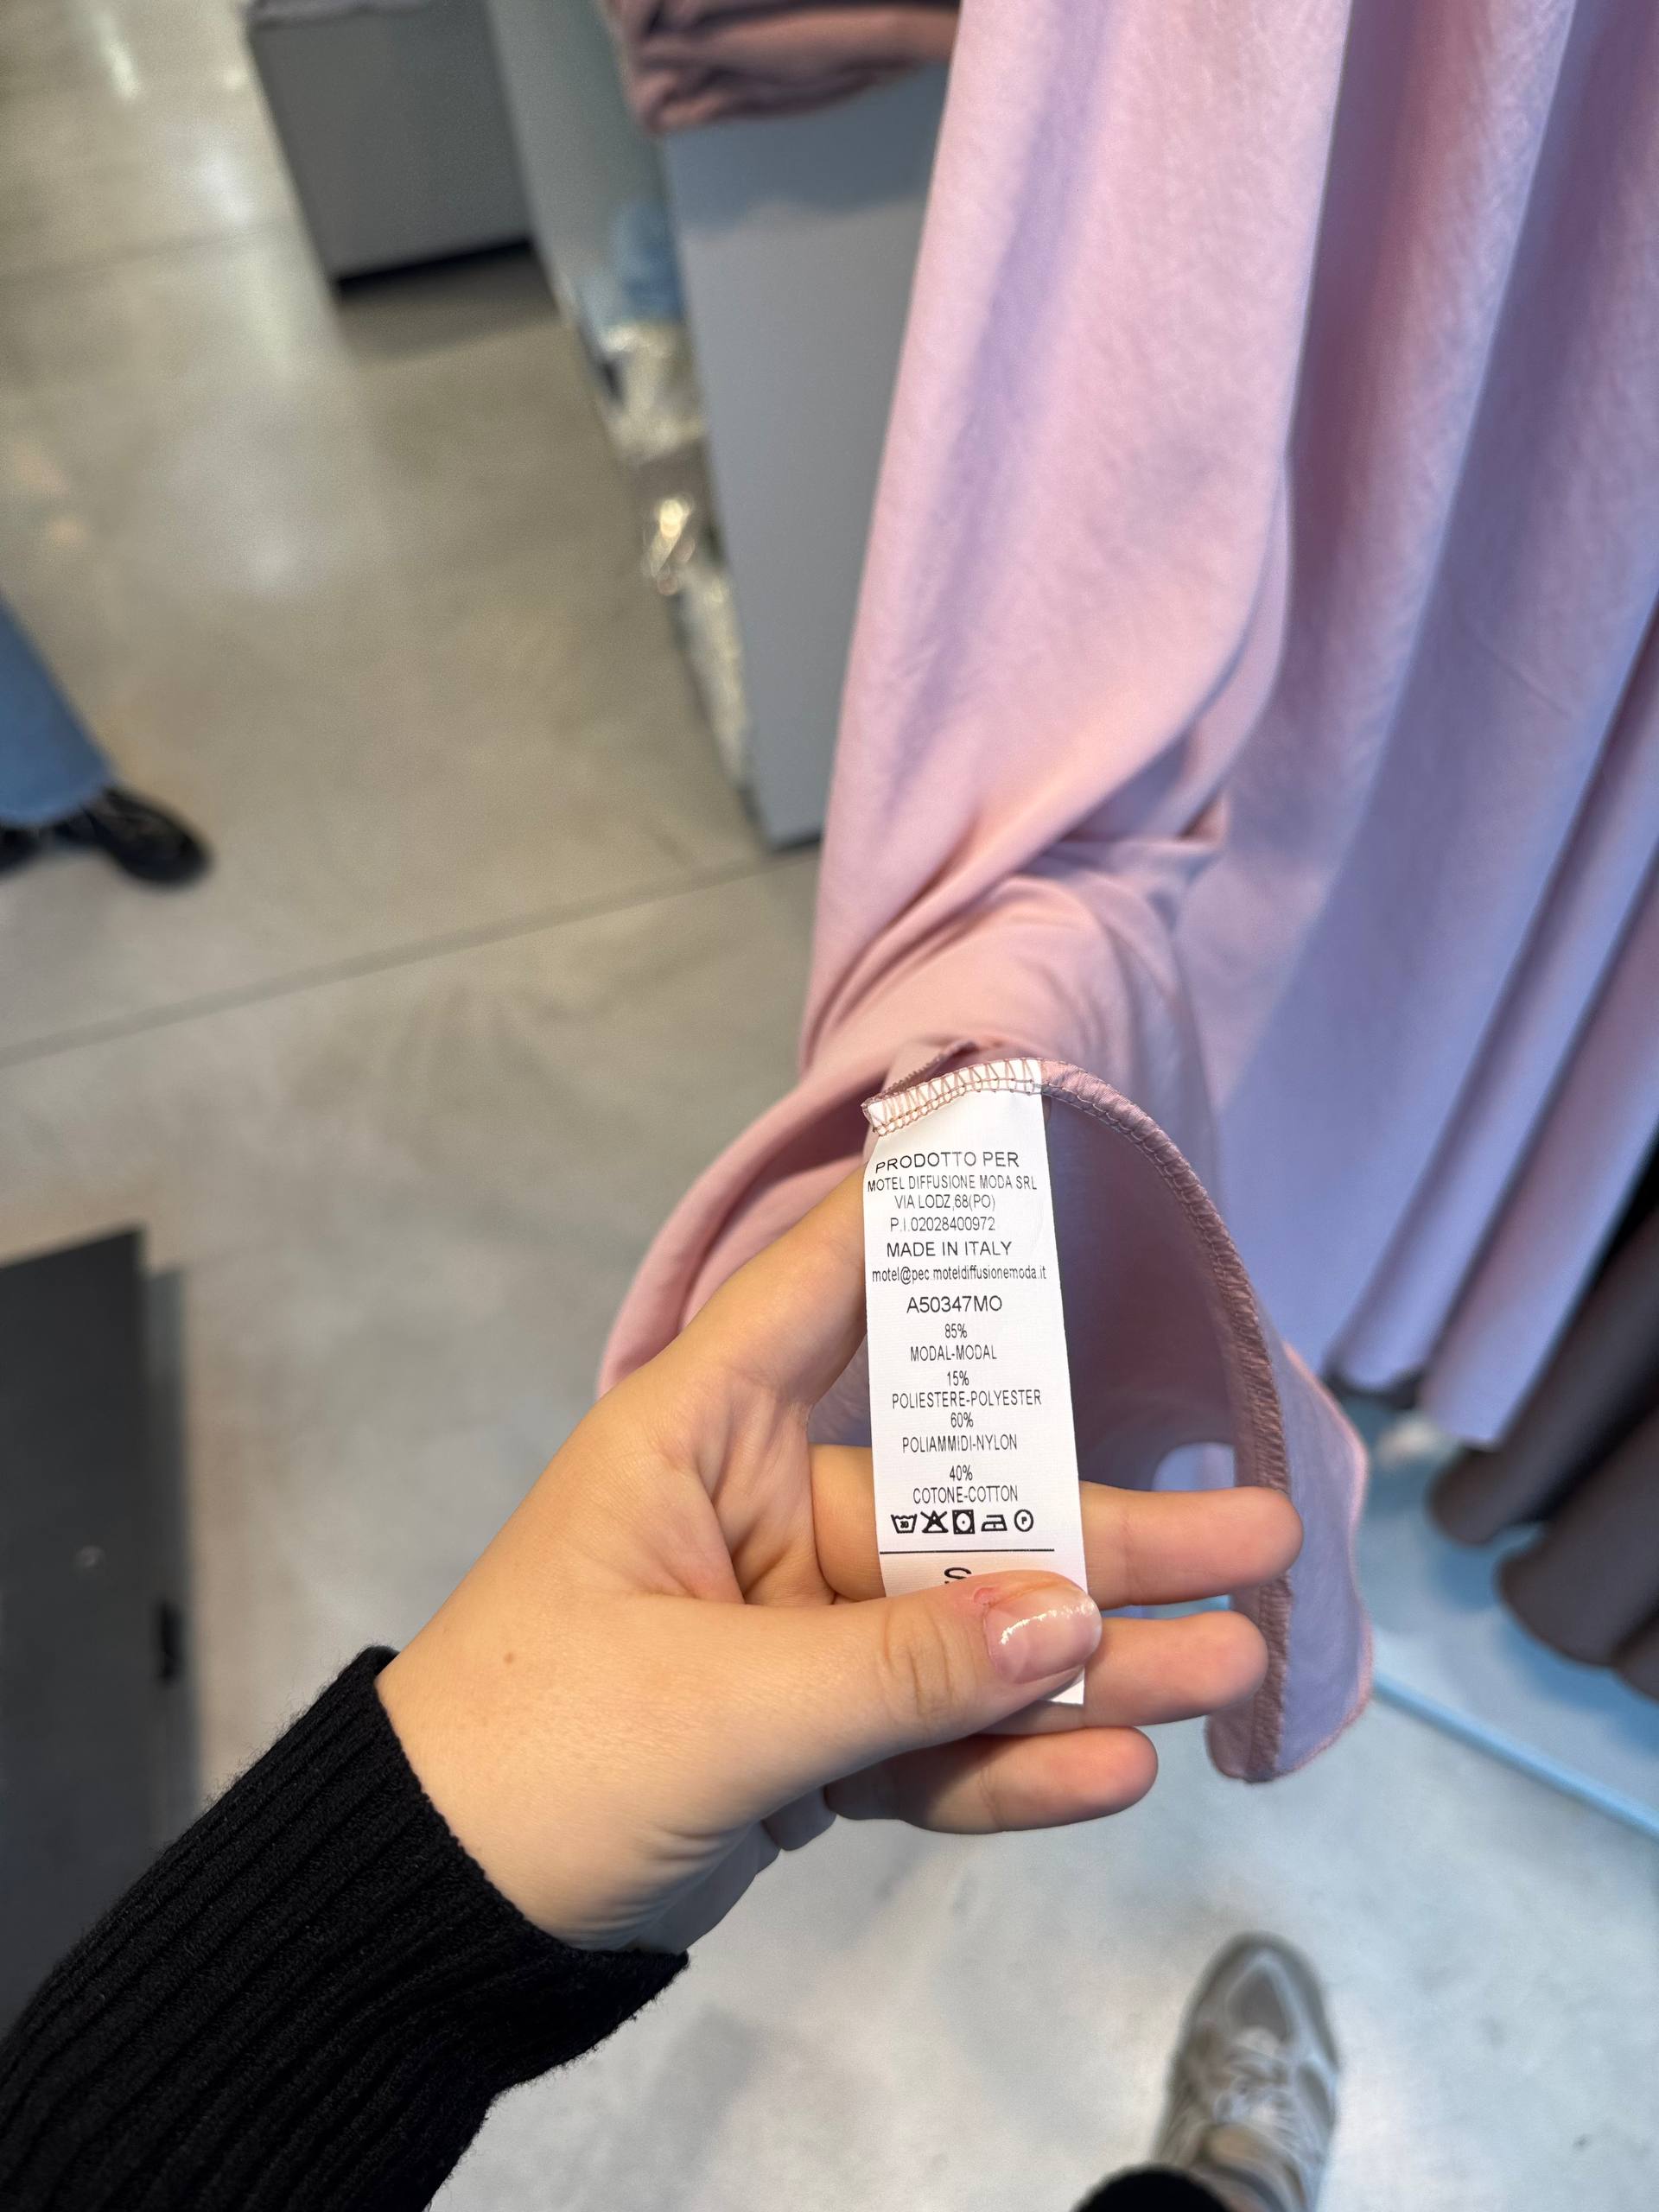 PRODOTTO PER
MOTEL DIFFUSIONE MODA SRL
VIA LODZ,68(PO)
P.I.02028400972
MADE IN ITALY
motel@pec.moteldiffusionemoda.it
A50347MO
85%
MODAL-MODAL
15%
POLIESTERE-POLYESTER
60%
POLIAMMIDI-NYLON
40%
COTONE-COTTON
30 P
S